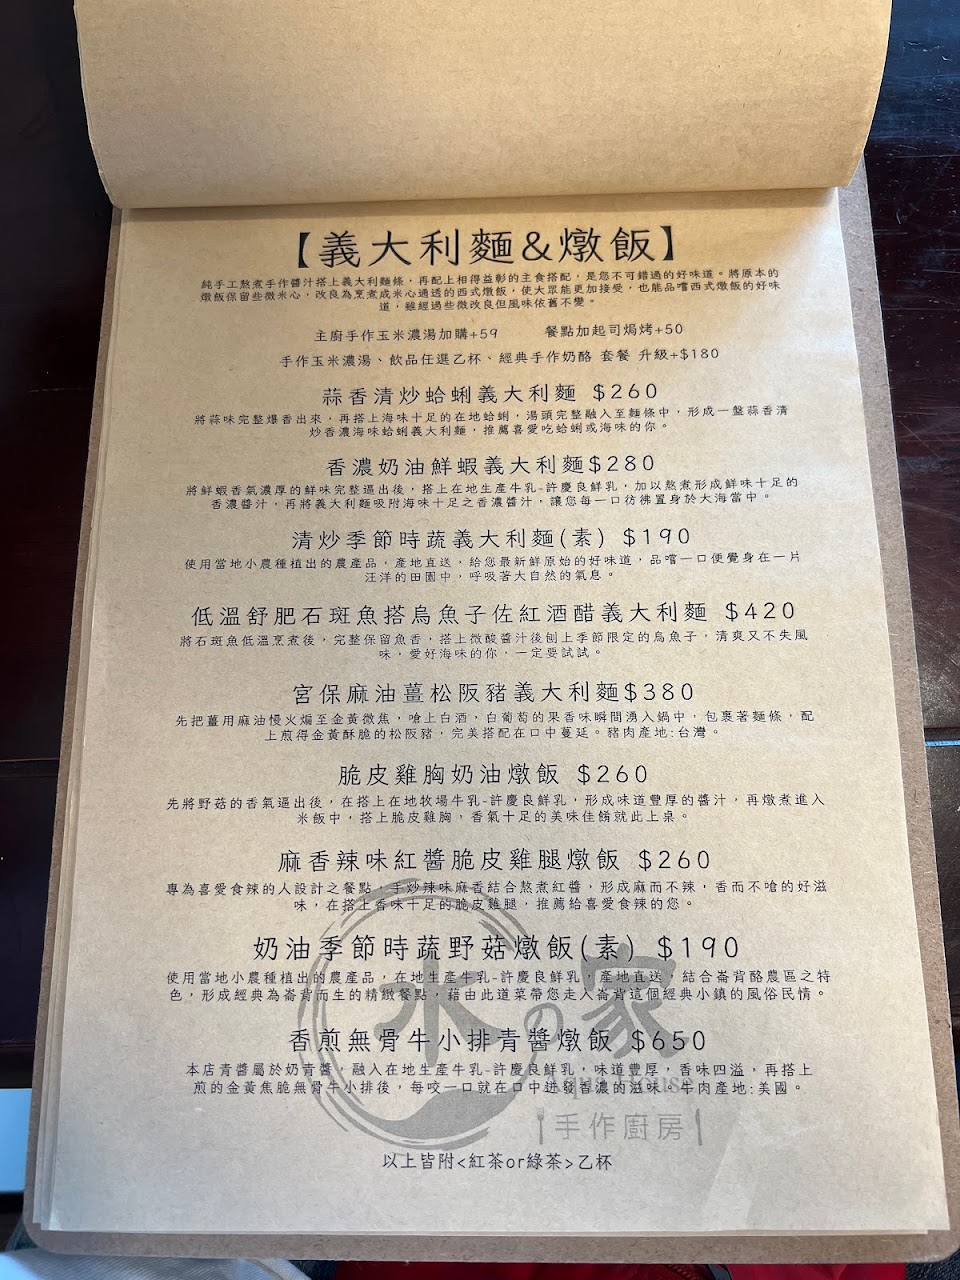 【義大利麵&燉飯】
純手工熬煮手作醬汁搭上義大利麵條，再配上相得益彰的主食搭配，是您不可錯過的好味道。將原本的
燉飯保留些微米心，改良為烹煮成米心通透的西式燉飯，使大眾能更加接受，也能品嚐西式燉飯的好味
道，雖經過些微改良但風味依舊不變。
主廚手作玉米濃湯加購+59 餐點加起司焗烤+50
手作玉米濃湯、飲品任選乙杯、經典手作奶酪 套餐 升級+$180
蒜香清炒蛤蜊義大利麵 $260
將蒜味完整爆香出來，再搭上海味十足的在地蛤蜊，湯頭完整融入至麵條中，形成一盤蒜香清
炒香濃海味蛤蜊義大利麵，推薦喜愛吃蛤蜊或海味的你。
香濃奶油鮮蝦義大利麵$280
將鮮蝦香氣濃厚的鮮味完整逼出後，搭上在地生產牛乳-許慶良鮮乳，加以熬煮形成鮮味十足的
香濃醬汁，再將義大利麵吸附海味十足之香濃醬汁，讓您每一口彷彿置身於大海當中。
清炒季節時蔬義大利麵(素) $190
使用當地小農種植出的農產品，產地直送，給您最新鮮原始的好味道，品嚐一口便覺身在一片
汪洋的田園中，呼吸著大自然的氣息。
低溫舒肥石斑魚搭烏魚子佐紅酒醋義大利麵 $420
將石斑魚低溫烹煮後，完整保留魚香，搭上微酸醬汁後刨上季節限定的烏魚子，清爽又不失風
味，愛好海味的你，一定要試試。
宮保麻油薑松阪豬義大利麵$380
先把薑用麻油慢火煸至金黃微焦，嗆上白酒，白葡萄的果香味瞬間湧入鍋中，包裹著麵條，配
上煎得金黃酥脆的松阪豬，完美搭配在口中蔓延。豬肉產地:台灣。
脆皮雞胸奶油燉飯 $260
先將野菇的香氣逼出後，在搭上在地牧場牛乳-許慶良鮮乳，形成味道豐厚的醬汁，再燉煮進入
米飯中，搭上脆皮雞胸，香氣十足的美味佳餚就此上桌。
麻香辣味紅醬脆皮雞腿燉飯 $260
專為喜愛食辣的人設計之餐點，手炒辣味麻香結合熬煮紅醬，形成麻而不辣，香而不嗆的好滋
味，在搭上香味十足的脆皮雞腿，推薦給喜愛食辣的您。
奶油季節時蔬野菇燉飯(素) $190
使用當地小農種植出的農產品，在地生產牛乳-許慶良鮮乳，產地直送，結合崙背酪農區之特
色，形成經典為崙背而生的精緻餐點，藉由此道菜帶您走入崙背這個經典小鎮的風俗民情。
香煎無骨牛小排青醬燉飯 $650
本店青醬屬於奶青醬，融入在地生產牛乳-許慶良鮮乳，味道豐厚，香味四溢，再搭上
煎的金黃焦脆無骨牛小排後，每咬一口就在口中迸發香濃的滋味。牛肉產地:美國。
水の家
手作廚房
以上皆附<紅茶or綠茶>乙杯